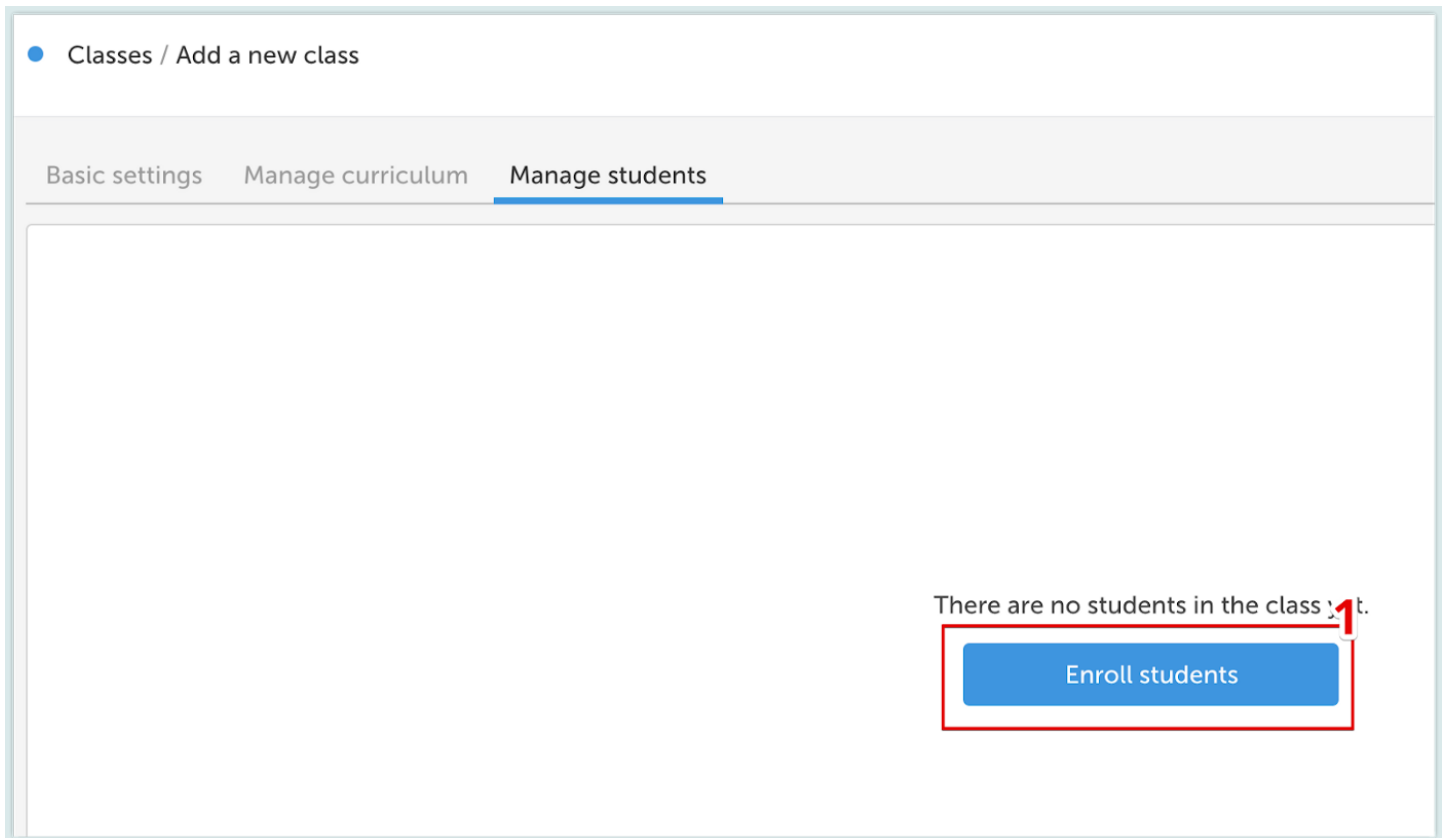 Classes / Add a new class
Basic settings Manage curriculum Manage students
There are no students in the class
1
Enroll students